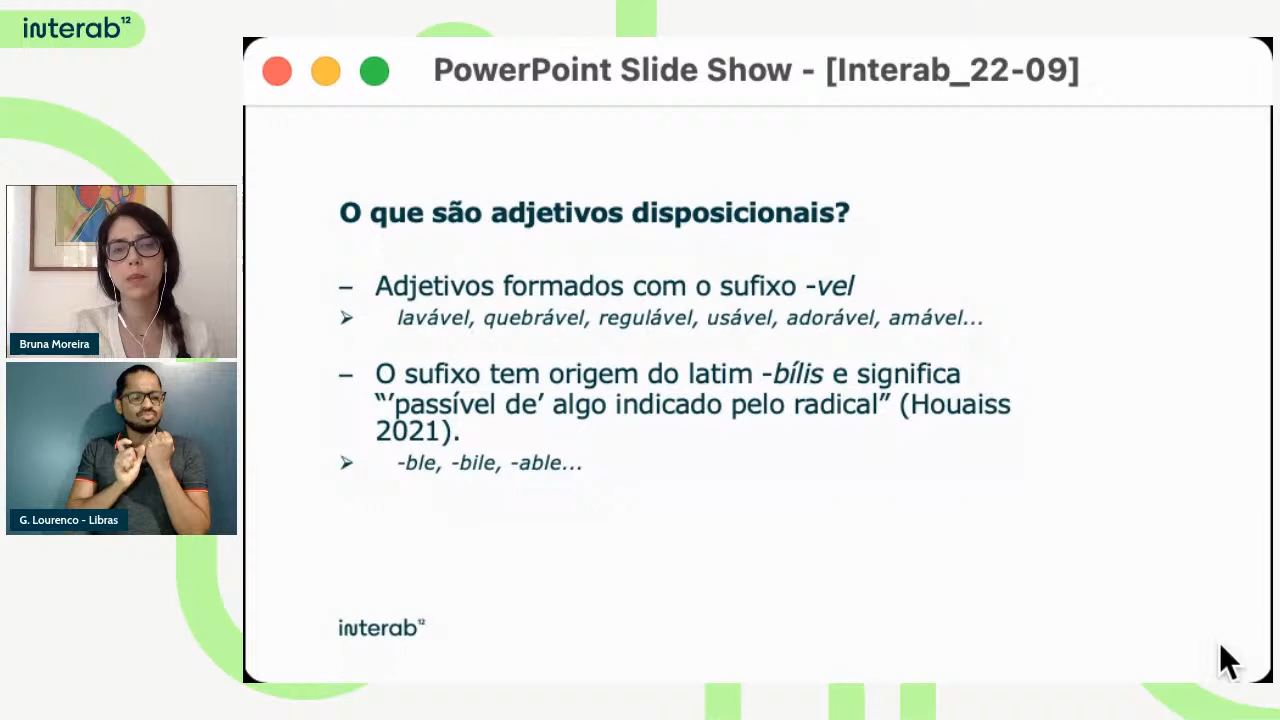 interab¹²
PowerPoint Slide Show - [Interab_22-09]
O que são adjetivos disposicionais?
– Adjetivos formados com o sufixo -vel
➢ lavável, quebrável, regulável, usável, adorável, amável...
– O sufixo tem origem do latim -bílis e significa
“’passível de’ algo indicado pelo radical” (Houaiss
2021).
➢ -ble, -bile, -able...
interab¹²
Bruna Moreira
G. Lourenco - Libras